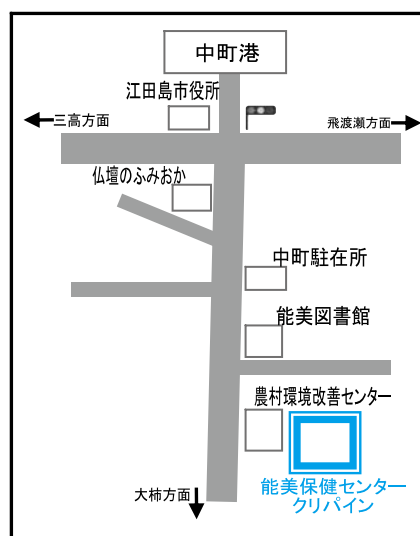 中町港
江田島市役所
三高方面
飛渡瀬方面
仏壇のふみおか
中町駐在所
能美図書館
農村環境改善センター
能美保健センター
クリパイン
大柿方面